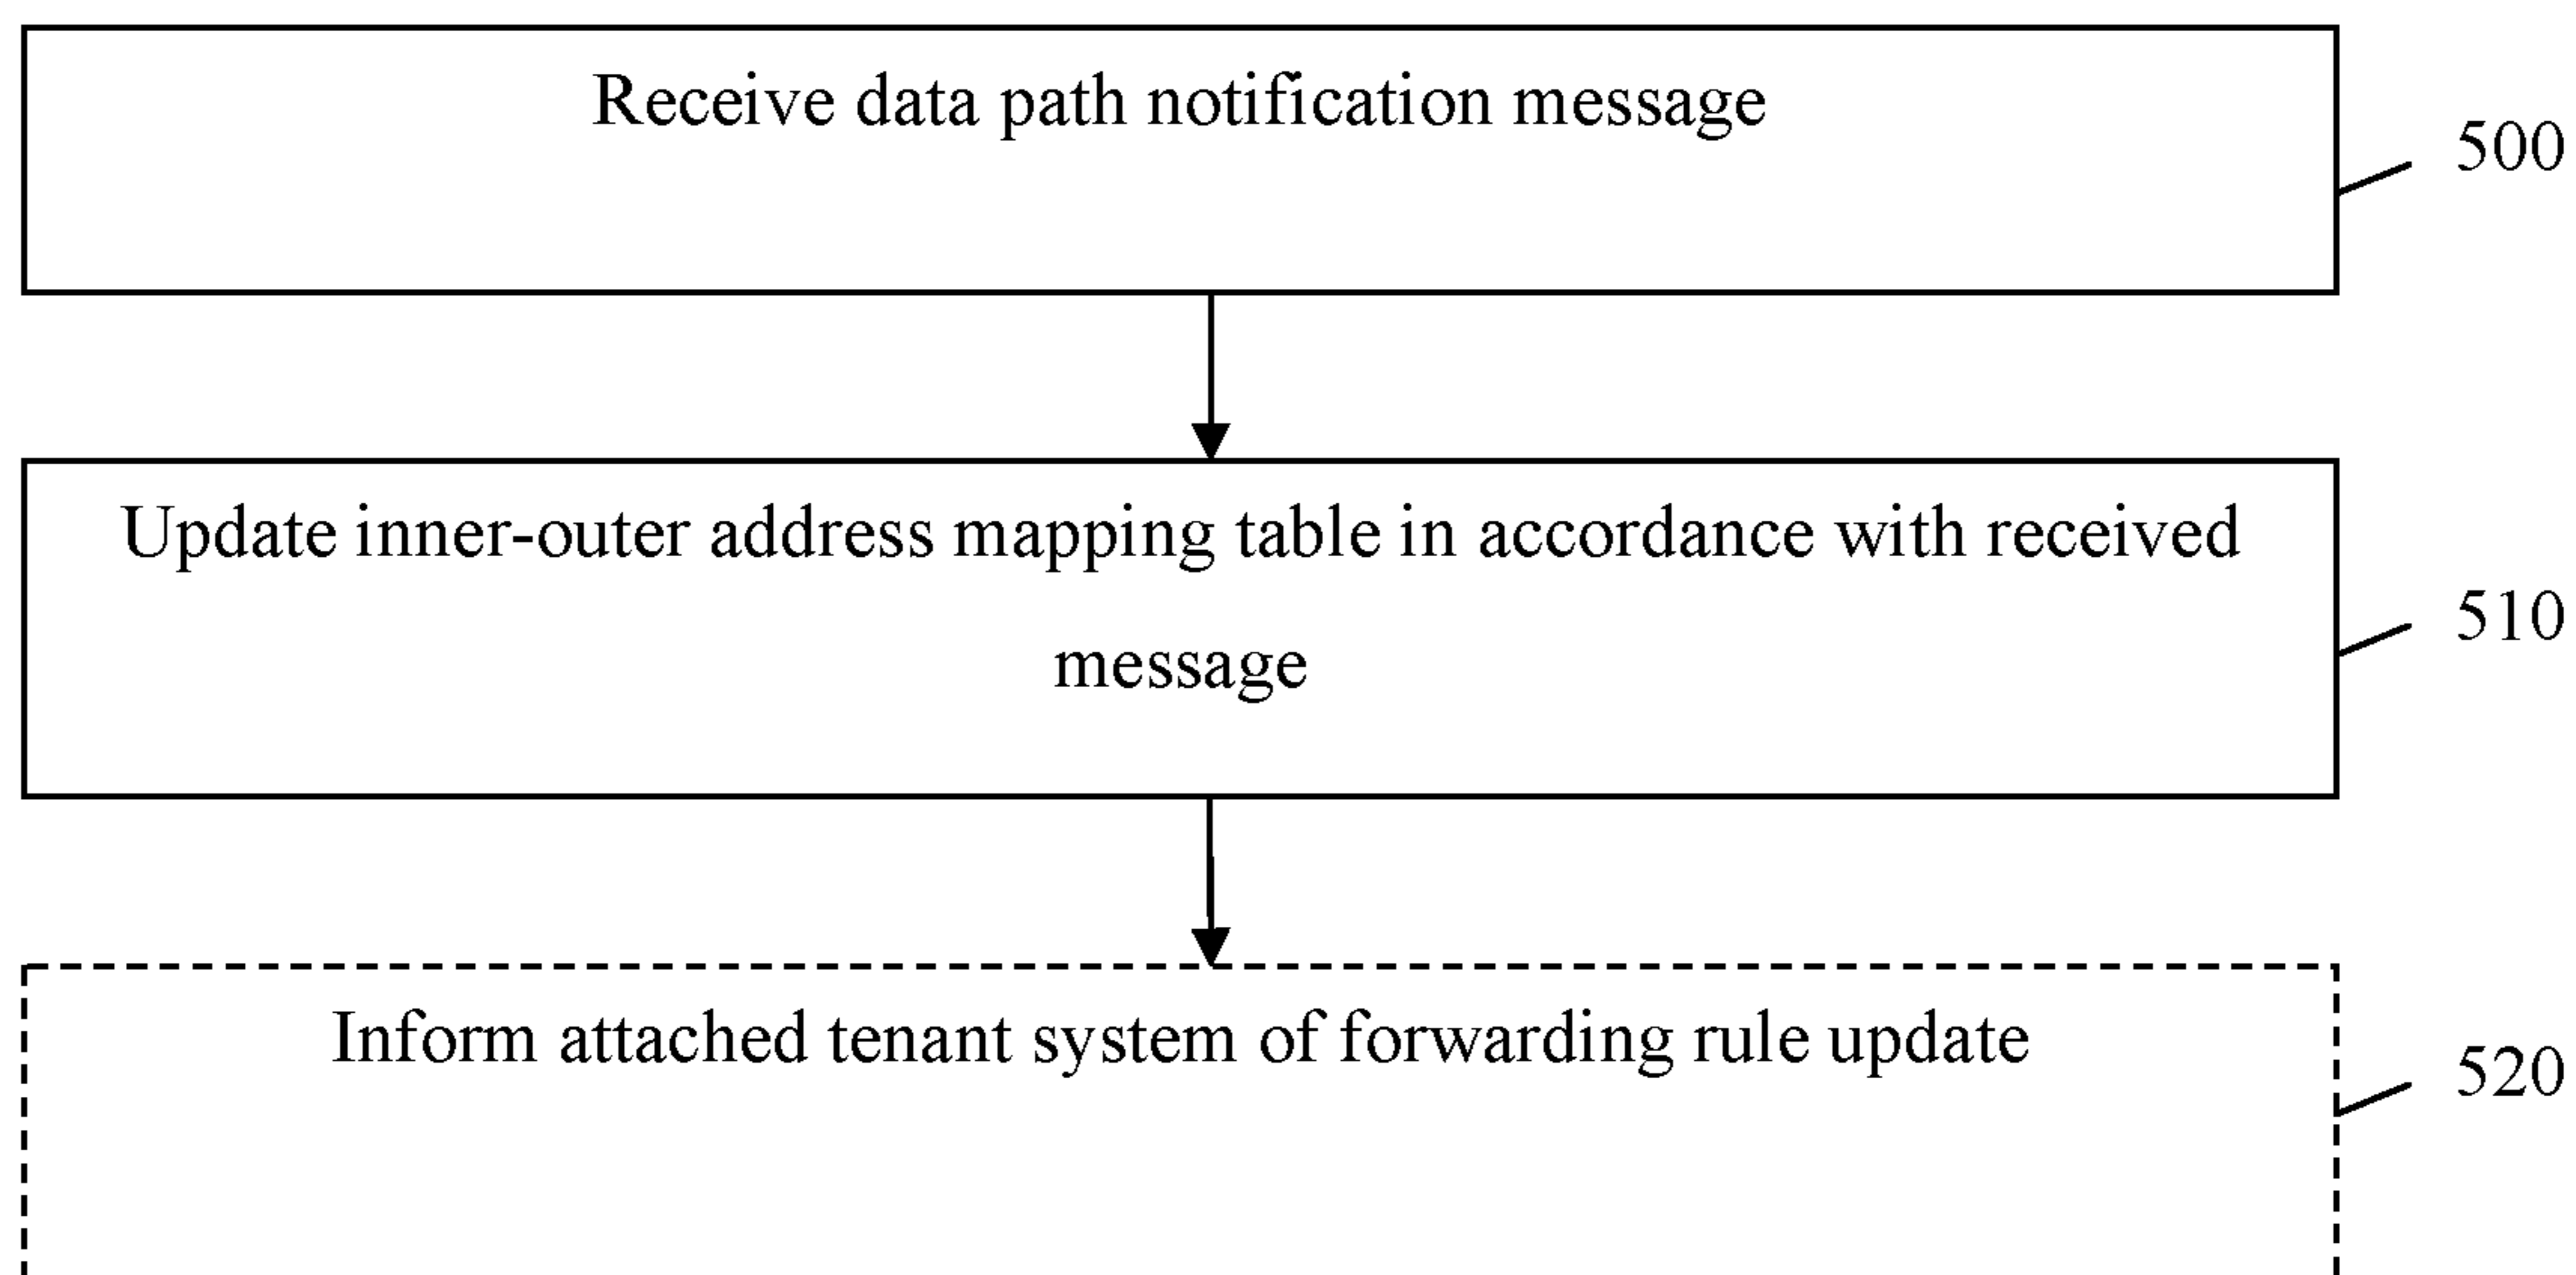 Receive data path notification message
500
Update inner-outer address mapping table in accordance with received
message
510
Inform attached tenant system of forwarding rule update
520